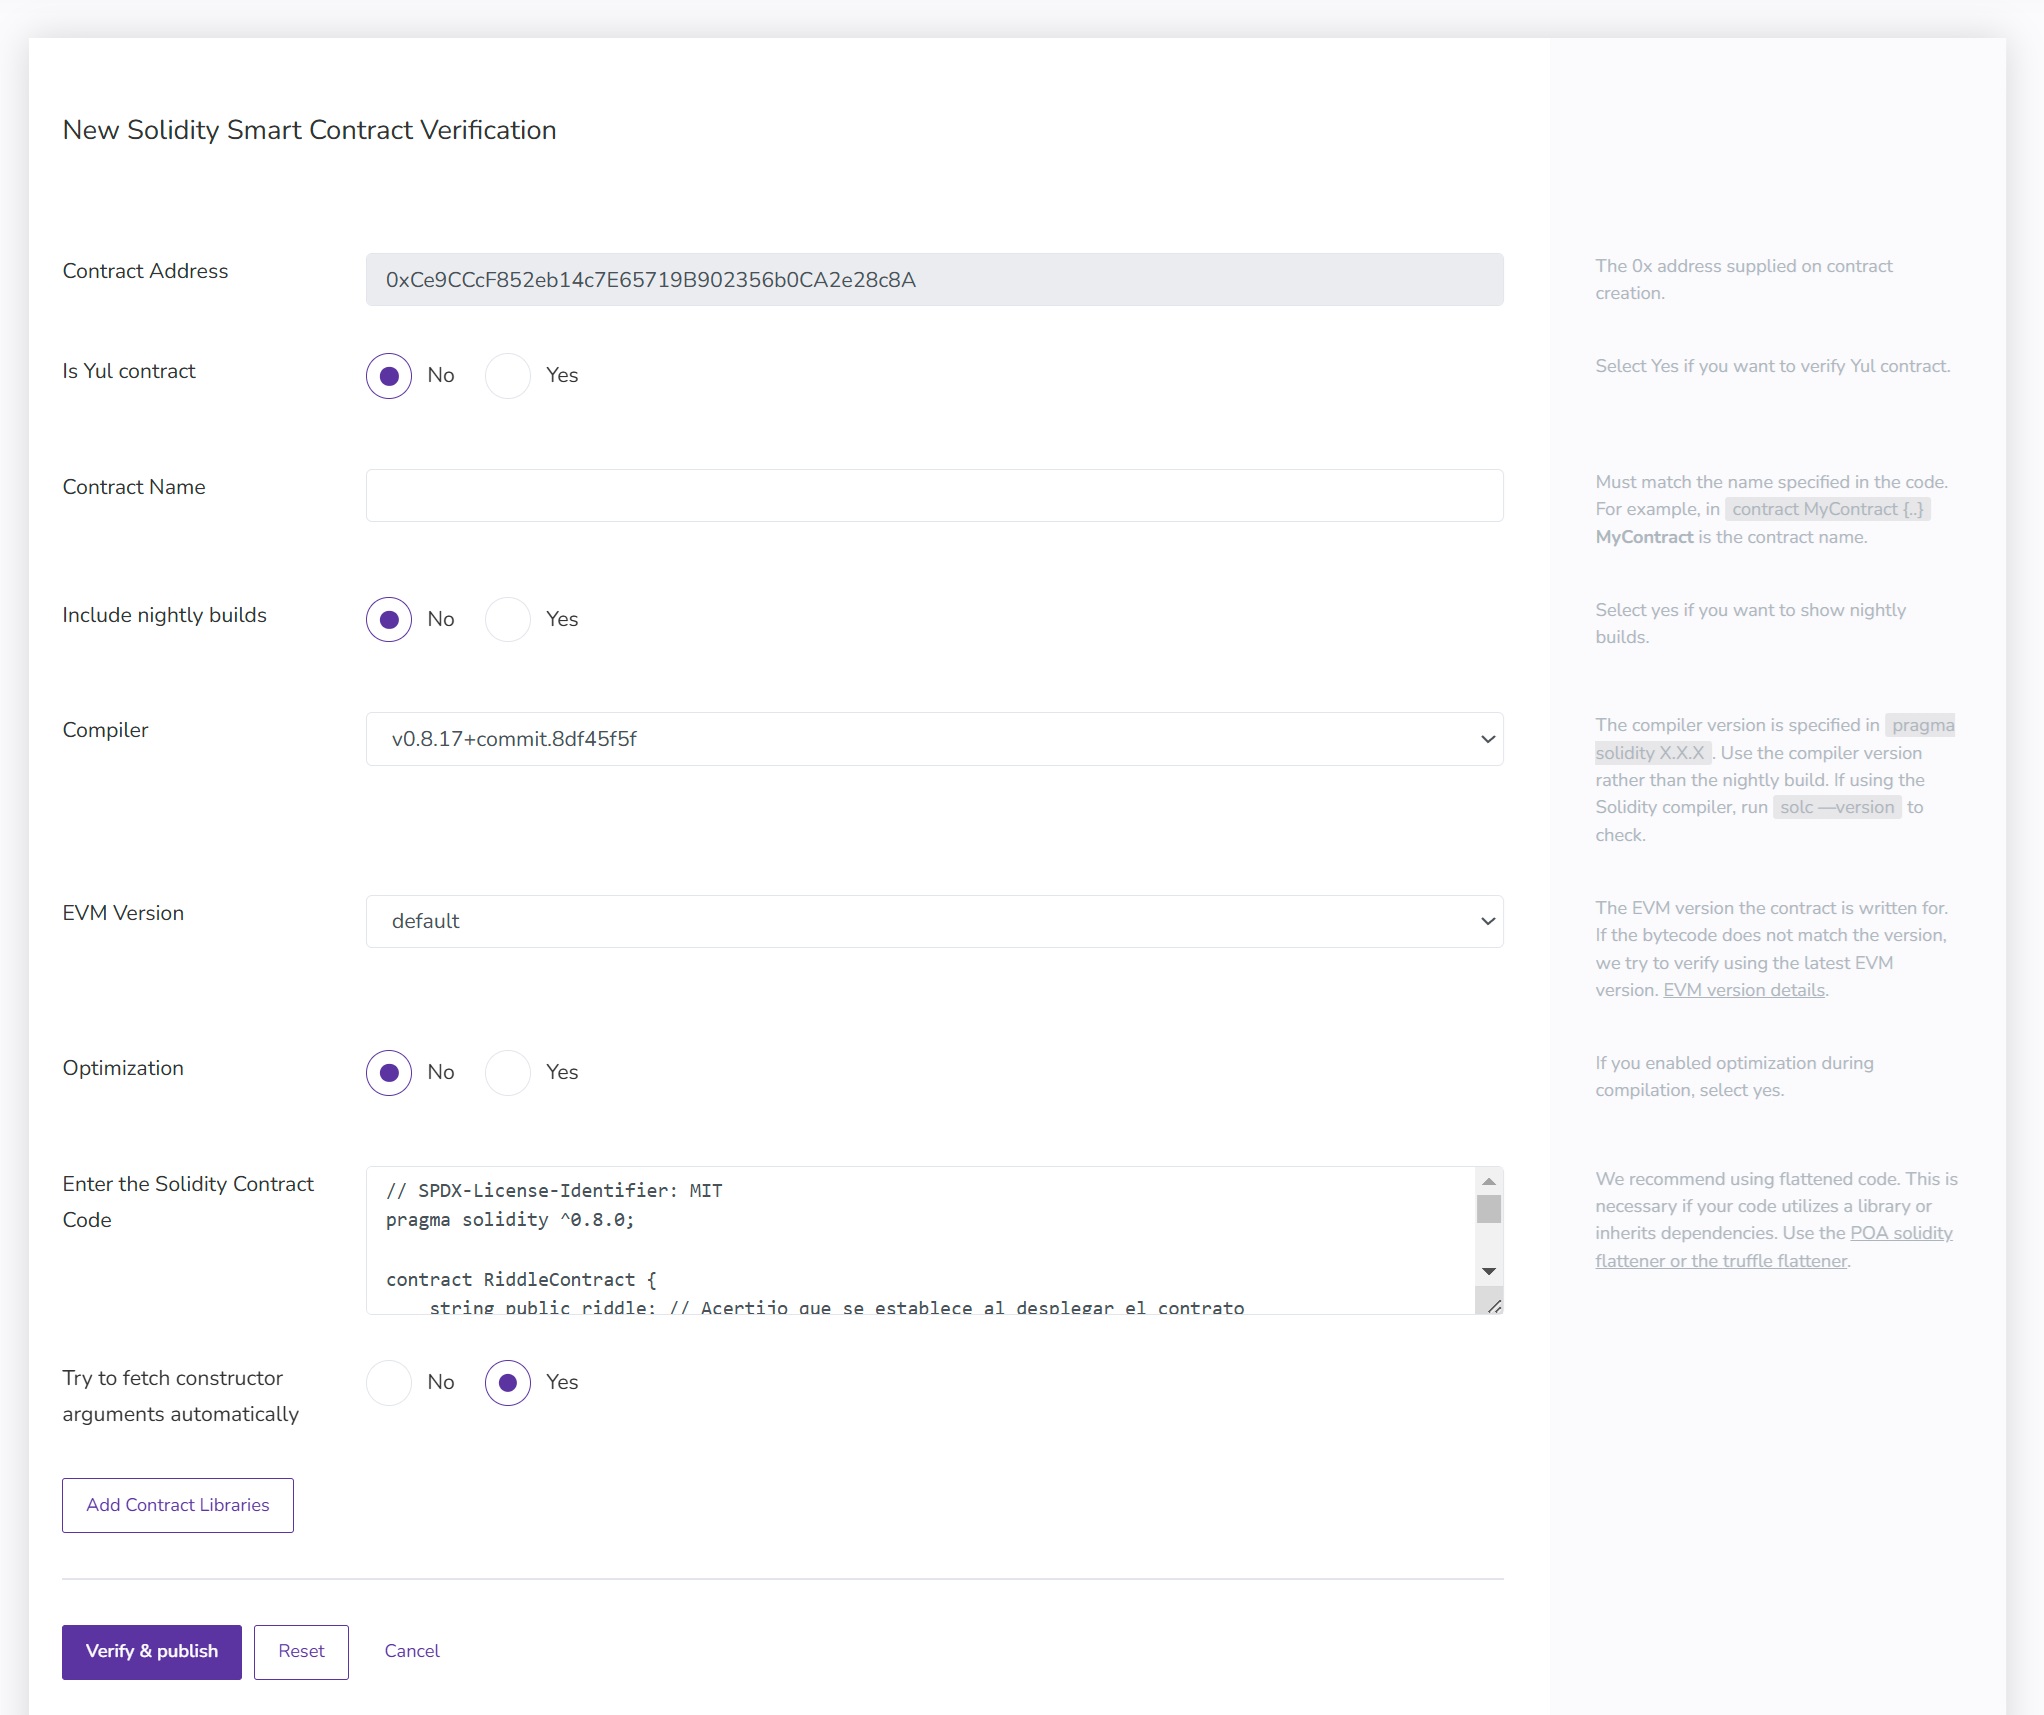 New Solidity Smart Contract Verification
Contract Address
0xCe9CCcF852eb14c7E65719B902356b0CA2e28c8A
The 0x address supplied on contract
creation.
Is Yul contract
No
Yes
Select Yes if you want to verify Yul contract.
Contract Name
Must match the name specified in the code.
For example, in contract MyContract {..}
MyContract is the contract name.
Include nightly builds
No
Yes
Select yes if you want to show nightly
builds.
Compiler
v0.8.17+commit.8df45f5f
The compiler version is specified in pragma
solidity X.X.X. Use the compiler version
rather than the nightly build. If using the
Solidity compiler, run solc —version to
check.
EVM Version
default
The EVM version the contract is written for.
If the bytecode does not match the version,
we try to verify using the latest EVM
version. EVM version details.
Optimization
No
Yes
If you enabled optimization during
compilation, select yes.
Enter the Solidity Contract
Code
// SPDX-License-Identifier: MIT
pragma solidity ^0.8.0;
contract RiddleContract {
string public riddle; // Acertijo que se establece al desplegar el contrato
We recommend using flattened code. This is
necessary if your code utilizes a library or
inherits dependencies. Use the POA solidity
flattener or the truffle flattener.
Try to fetch constructor
arguments automatically
No
Yes
Add Contract Libraries
Verify & publish
Reset
Cancel